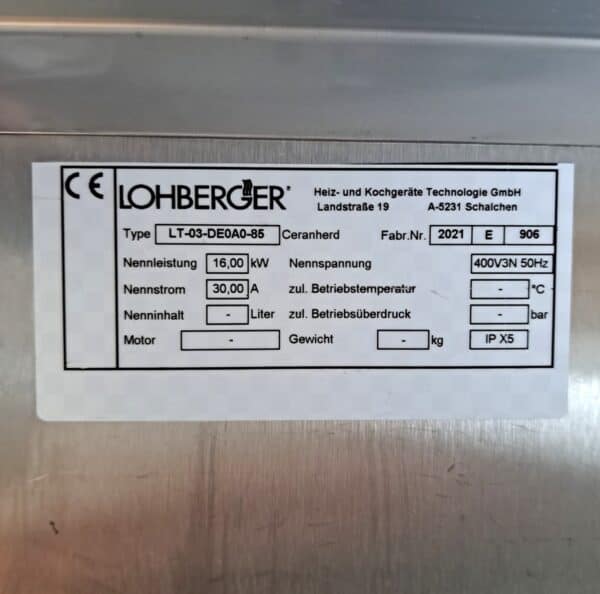 CE LOHBERGER® Heiz- und Kochgeräte Technologie GmbH
Landstraße 19 A-5231 Schalchen
Type LT-03-DE0A0-85 Ceranherd Fabr.Nr. 2021 E 906
Nennleistung 16,00 kW Nennspannung 400V3N 50Hz
Nennstrom 30,00 A zul. Betriebstemperatur - °C
Nenninhalt - Liter zul. Betriebsüberdruck - bar
Motor - Gewicht - kg IP X5